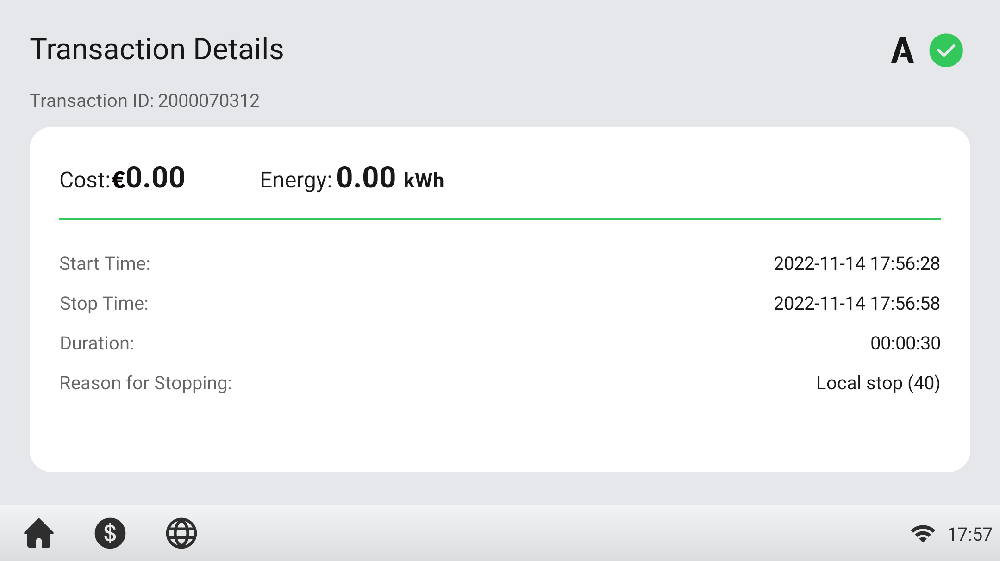 Transaction Details
A
Transaction ID: 2000070312
Cost:€0.00 Energy: 0.00 kWh
Start Time: 2022-11-14 17:56:28
Stop Time: 2022-11-14 17:56:58
Duration: 00:00:30
Reason for Stopping: Local stop (40)
$ 17:57